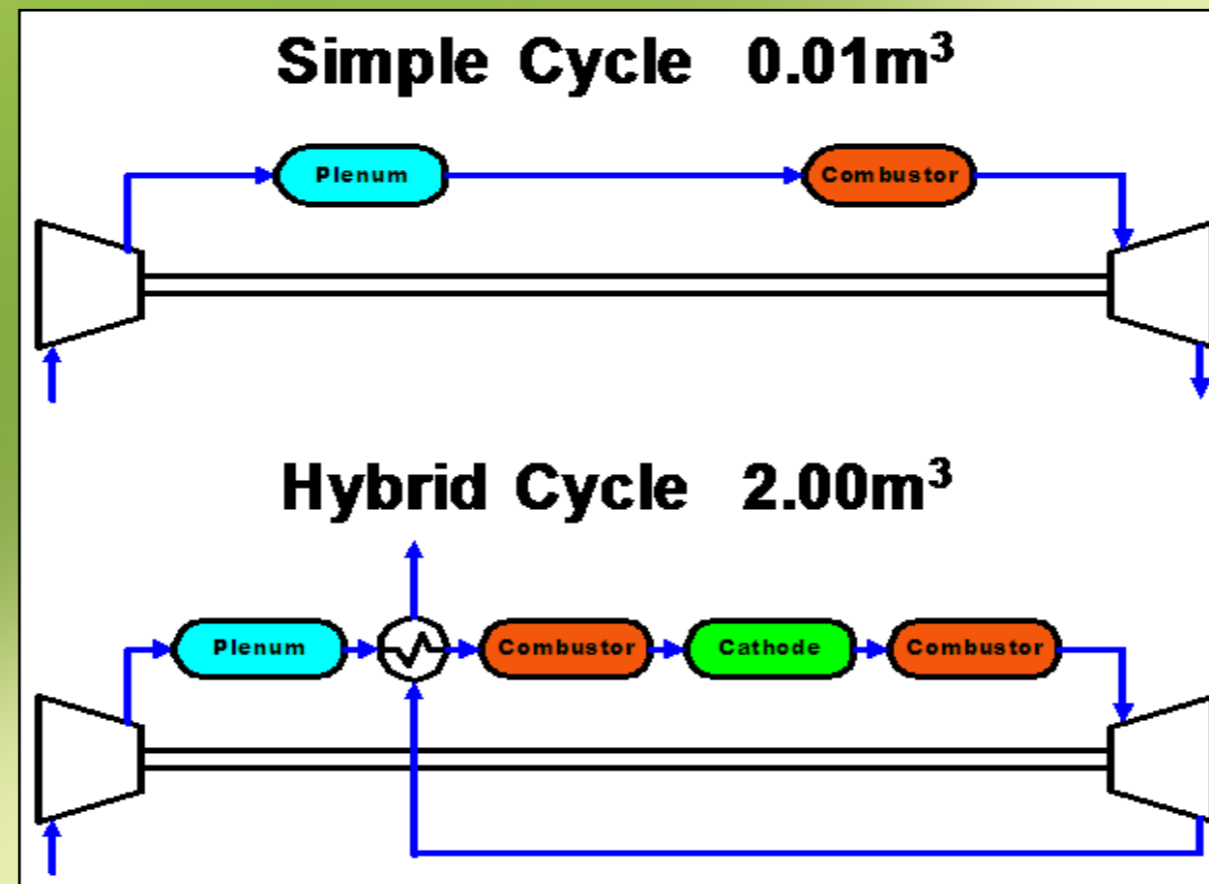 Simple Cycle 0.01m³
Plenum
Combustor
Hybrid Cycle 2.00m³
Plenum
Combustor
Cathode
Combustor